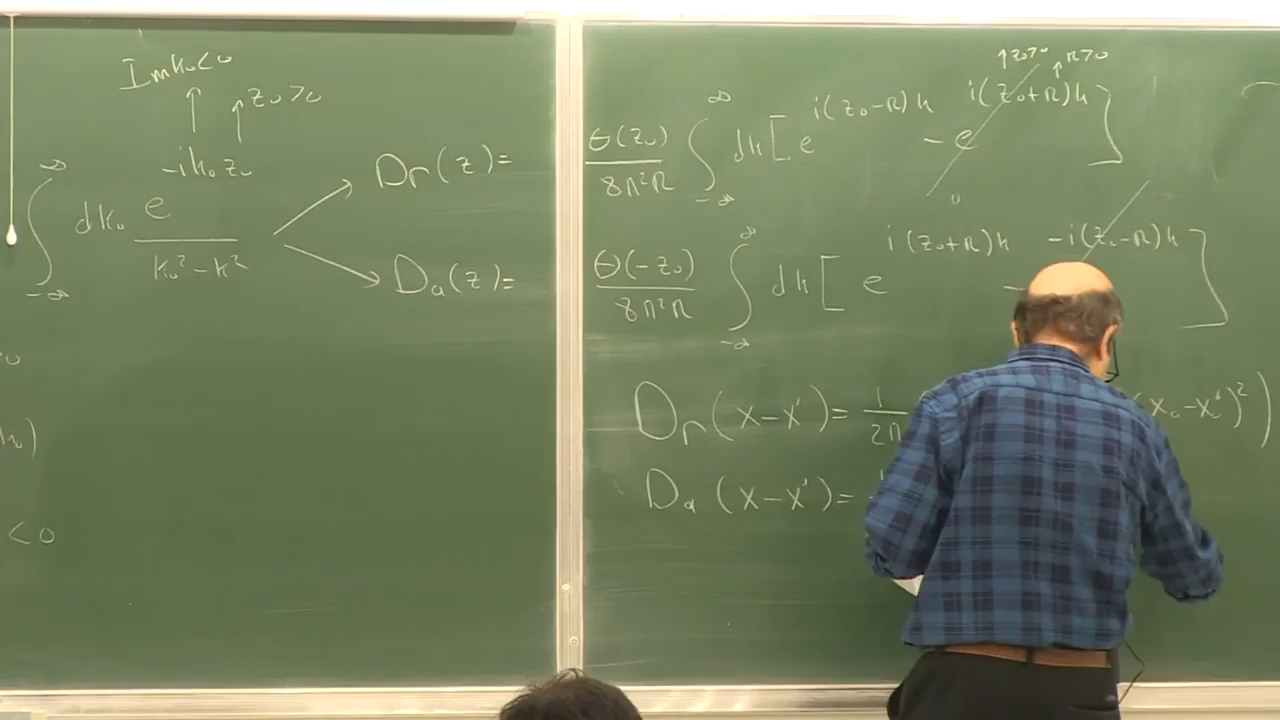 Im k₀<0
↑ ↑ z₀>0
∫_{-∞}^{∞} dk₀ e^{-ik₀z₀} / (k₀²-k²)
<0
Dr(z)=
Da(z)=
↑z₀>0 ↑R>0
θ(z₀)/8π²R ∫_{-∞}^{∞} dk[e^{i(z₀-R)k} - e^{i(z₀+R)k}]
0
θ(-z₀)/8π²R ∫_{-∞}^{∞} dk[e^{i(z₀+R)k} - -i(z₀-R)k]
Dr(x-x')= 1/2π (x₀-x₀')²)
Da(x-x')=